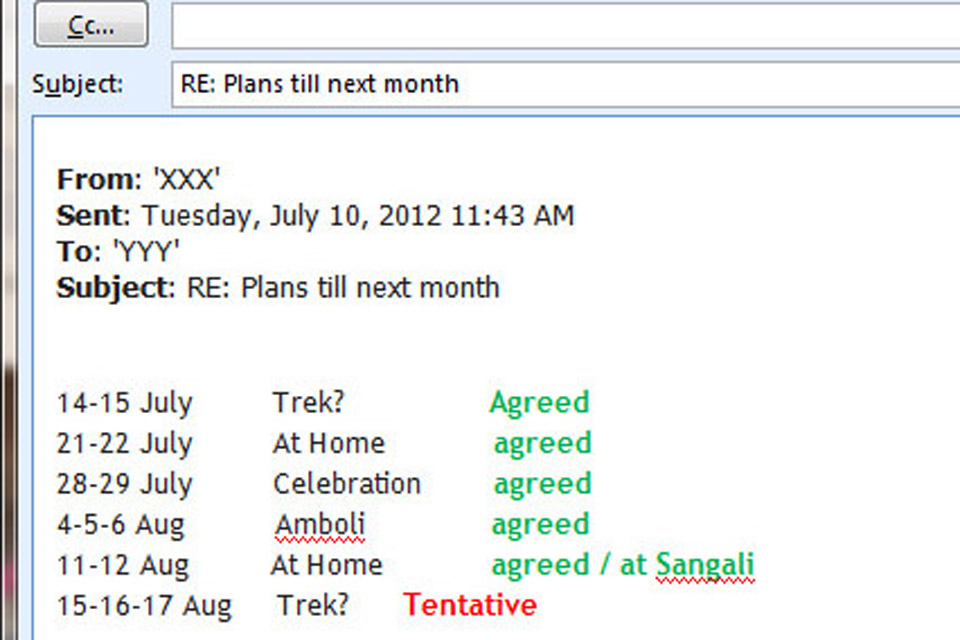 Cc...
Subject: RE: Plans till next month
From: 'XXX'
Sent: Tuesday, July 10, 2012 11:43 AM
To: 'YYY'
Subject: RE: Plans till next month
14-15 July Trek? Agreed
21-22 July At Home agreed
28-29 July Celebration agreed
4-5-6 Aug Amboli agreed
11-12 Aug At Home agreed / at Sangali
15-16-17 Aug Trek? Tentative